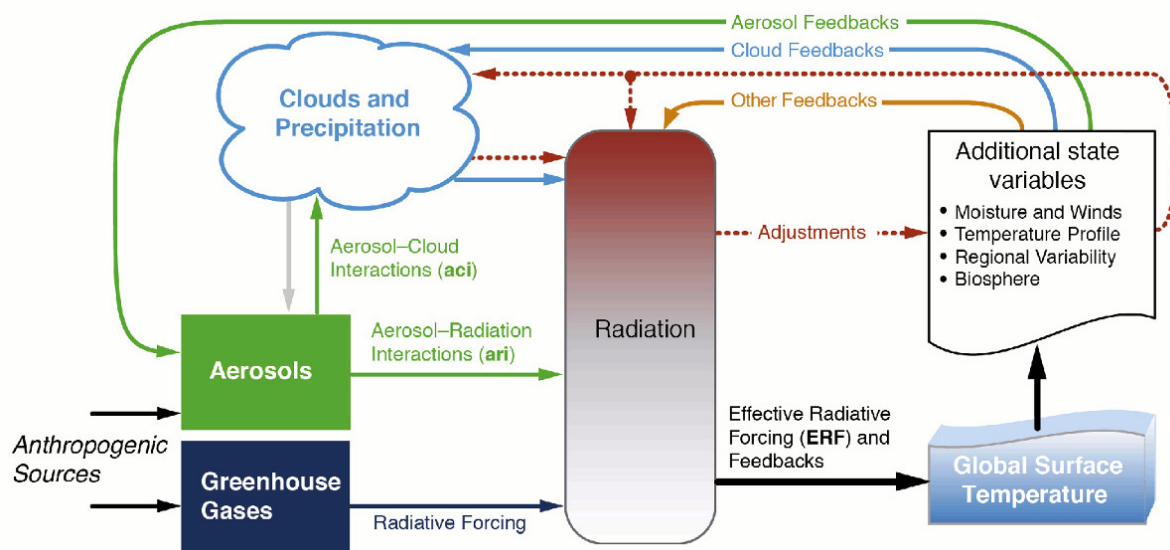 Aerosol Feedbacks
Cloud Feedbacks
Other Feedbacks
Clouds and
Precipitation
Additional state
variables
• Moisture and Winds
• Temperature Profile
• Regional Variability
• Biosphere
Adjustments
Aerosol–Cloud
Interactions (aci)
Radiation
Aerosol–Radiation
Interactions (ari)
Aerosols
Effective Radiative
Forcing (ERF) and
Feedbacks
Anthropogenic
Sources
Greenhouse
Gases
Radiative Forcing
Global Surface
Temperature